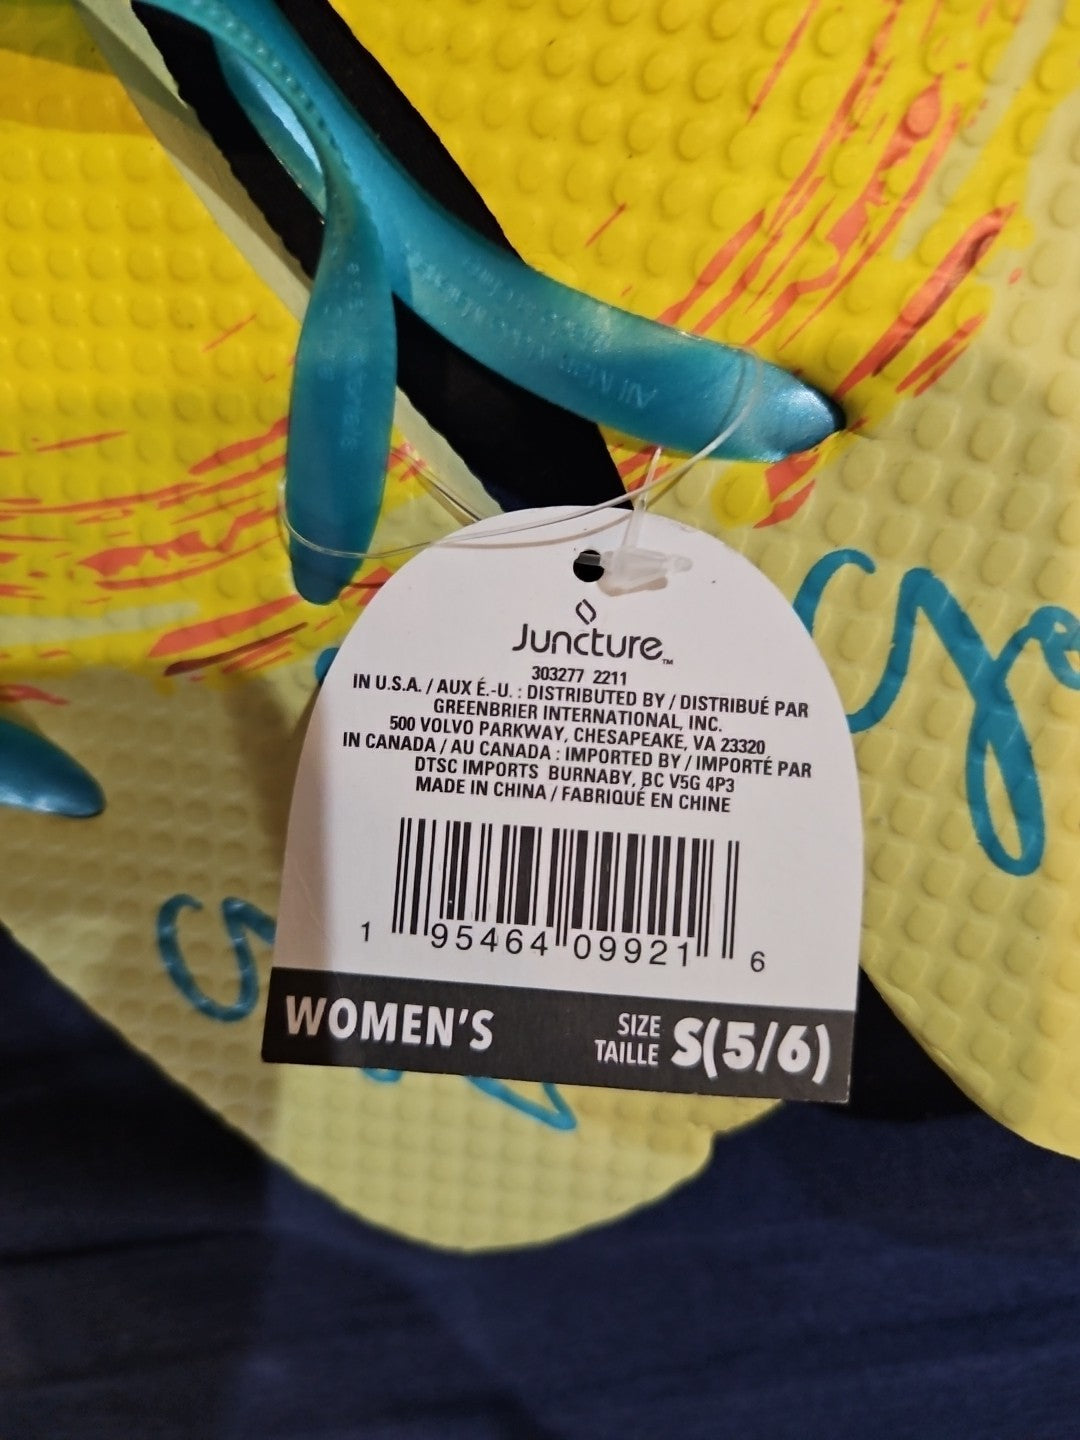 Juncture™
303277 2211
IN U.S.A. / AUX É.-U. : DISTRIBUTED BY / DISTRIBUÉ PAR
GREENBRIER INTERNATIONAL, INC.
500 VOLVO PARKWAY, CHESAPEAKE, VA 23320
IN CANADA / AU CANADA : IMPORTED BY / IMPORTÉ PAR
DTSC IMPORTS BURNABY, BC V5G 4P3
MADE IN CHINA / FABRIQUÉ EN CHINE
1 95464 09921 6
WOMEN'S
SIZE
TAILLE
S(5/6)